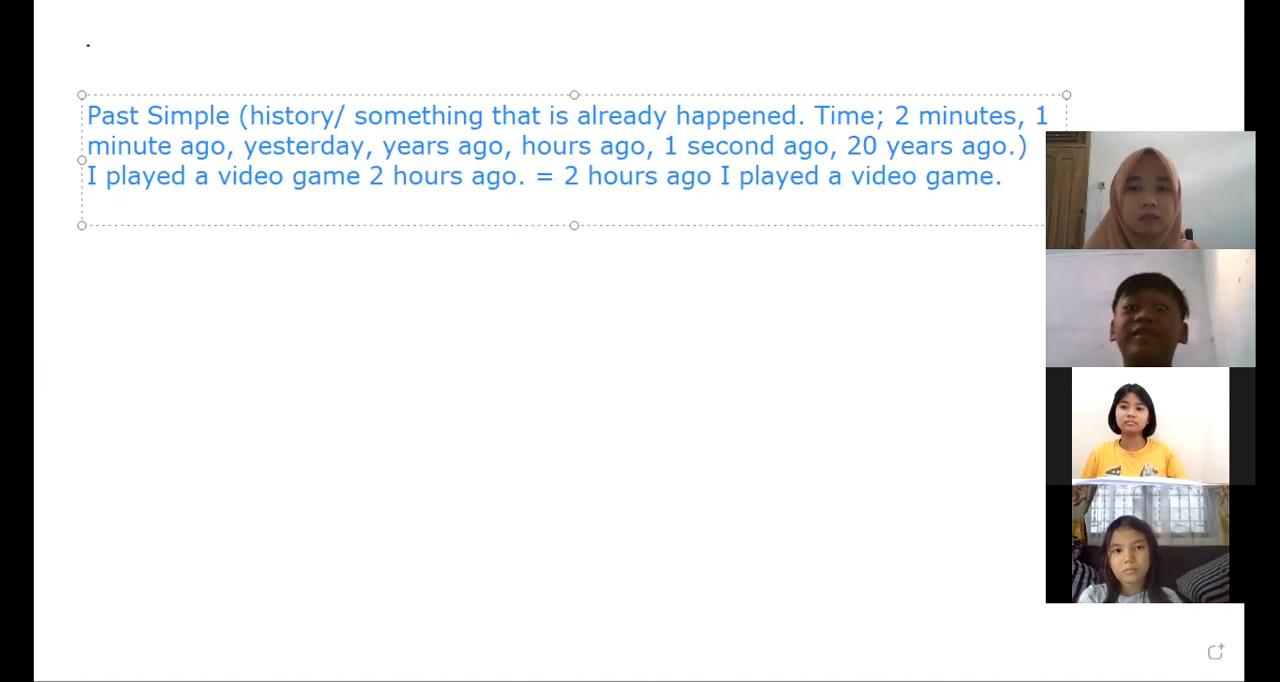 Past Simple (history/ something that is already happened. Time; 2 minutes, 1
minute ago, yesterday, years ago, hours ago, 1 second ago, 20 years ago.)
I played a video game 2 hours ago. = 2 hours ago I played a video game.